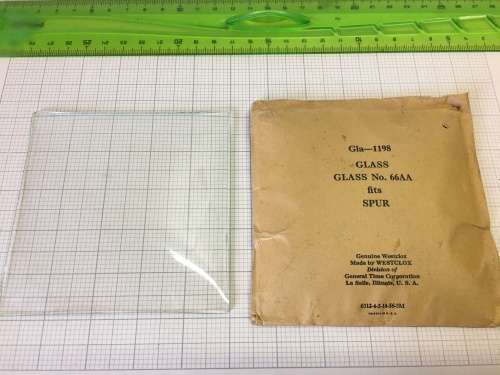 Gla—1198
GLASS
GLASS No. 66AA
fits
SPUR
Genuine Westclox
Made by WESTCLOX
Division of
General Time Corporation
La Salle, Illinois, U. S. A.